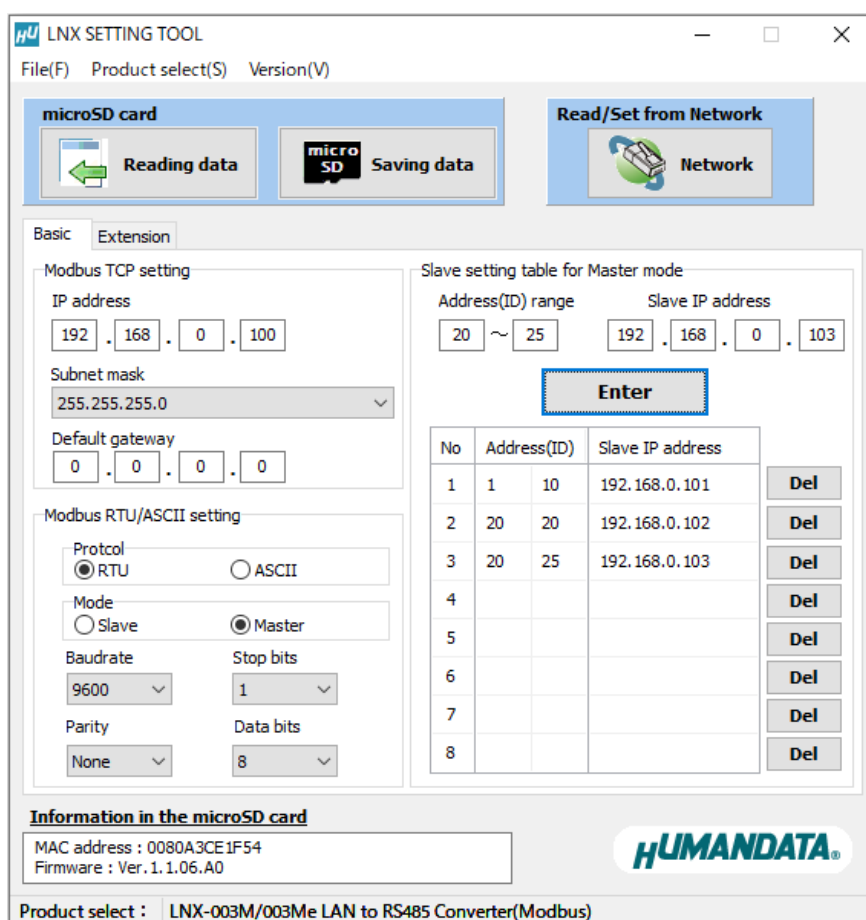 HU LNX SETTING TOOL
File(F) Product select(S) Version(V)
microSD card
Reading data
micro
SD
Saving data
Read/Set from Network
Network
Basic
Extension
Modbus TCP setting
IP address
192 . 168 . 0 . 100
Subnet mask
255.255.255.0
Default gateway
0 . 0 . 0 . 0
Modbus RTU/ASCII setting
Protcol
RTU ASCII
Mode
Slave Master
Baudrate Stop bits
9600 1
Parity Data bits
None 8
Slave setting table for Master mode
Address(ID) range Slave IP address
20 ~ 25 192 . 168 . 0 . 103
Enter
No Address(ID) Slave IP address
1 1 10 192.168.0.101 Del
2 20 20 192.168.0.102 Del
3 20 25 192.168.0.103 Del
4 Del
5 Del
6 Del
7 Del
8 Del
Information in the microSD card
MAC address : 0080A3CE1F54
Firmware : Ver.1.1.06.A0
HUMANDATA®
Product select : LNX-003M/003Me LAN to RS485 Converter(Modbus)